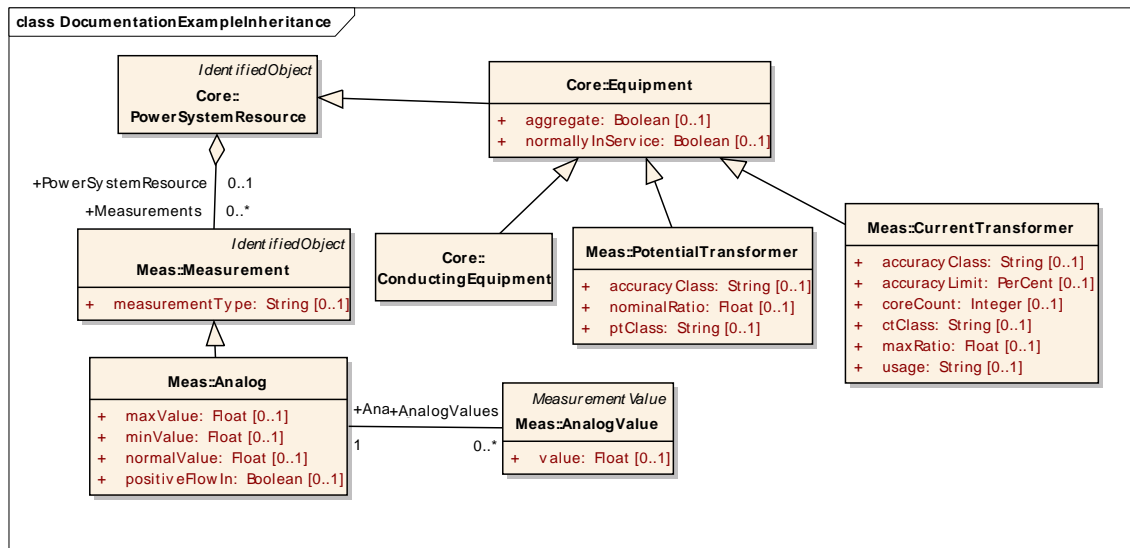 class DocumentationExampleInheritance
IdentifiedObject
Core::
PowerSystemResource
Core::Equipment
+ aggregate: Boolean [0..1]
+ normallyInService: Boolean [0..1]
+PowerSystemResource 0..1
+Measurements 0..*
IdentifiedObject
Meas::Measurement
+ measurementType: String [0..1]
Core::
ConductingEquipment
Meas::PotentialTransformer
+ accuracyClass: String [0..1]
+ nominalRatio: Float [0..1]
+ ptClass: String [0..1]
Meas::CurrentTransformer
+ accuracyClass: String [0..1]
+ accuracyLimit: PerCent [0..1]
+ coreCount: Integer [0..1]
+ ctClass: String [0..1]
+ maxRatio: Float [0..1]
+ usage: String [0..1]
Meas::Analog
+ maxValue: Float [0..1]
+ minValue: Float [0..1]
+ normalValue: Float [0..1]
+ positiveFlowIn: Boolean [0..1]
+Ana+AnalogValues
1 0..*
MeasurementValue
Meas::AnalogValue
+ value: Float [0..1]